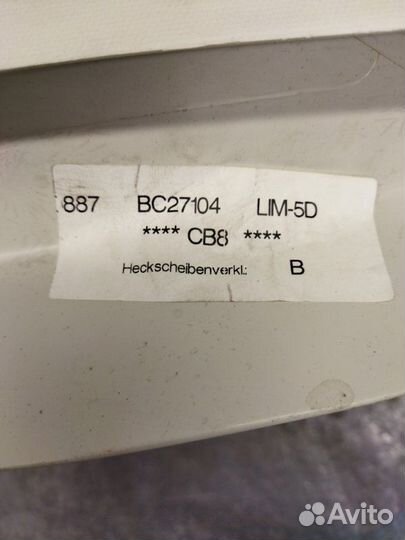 887 BC27104 LIM-5D
**** CB8 ****
Heckscheibenverkl.: B
Avito